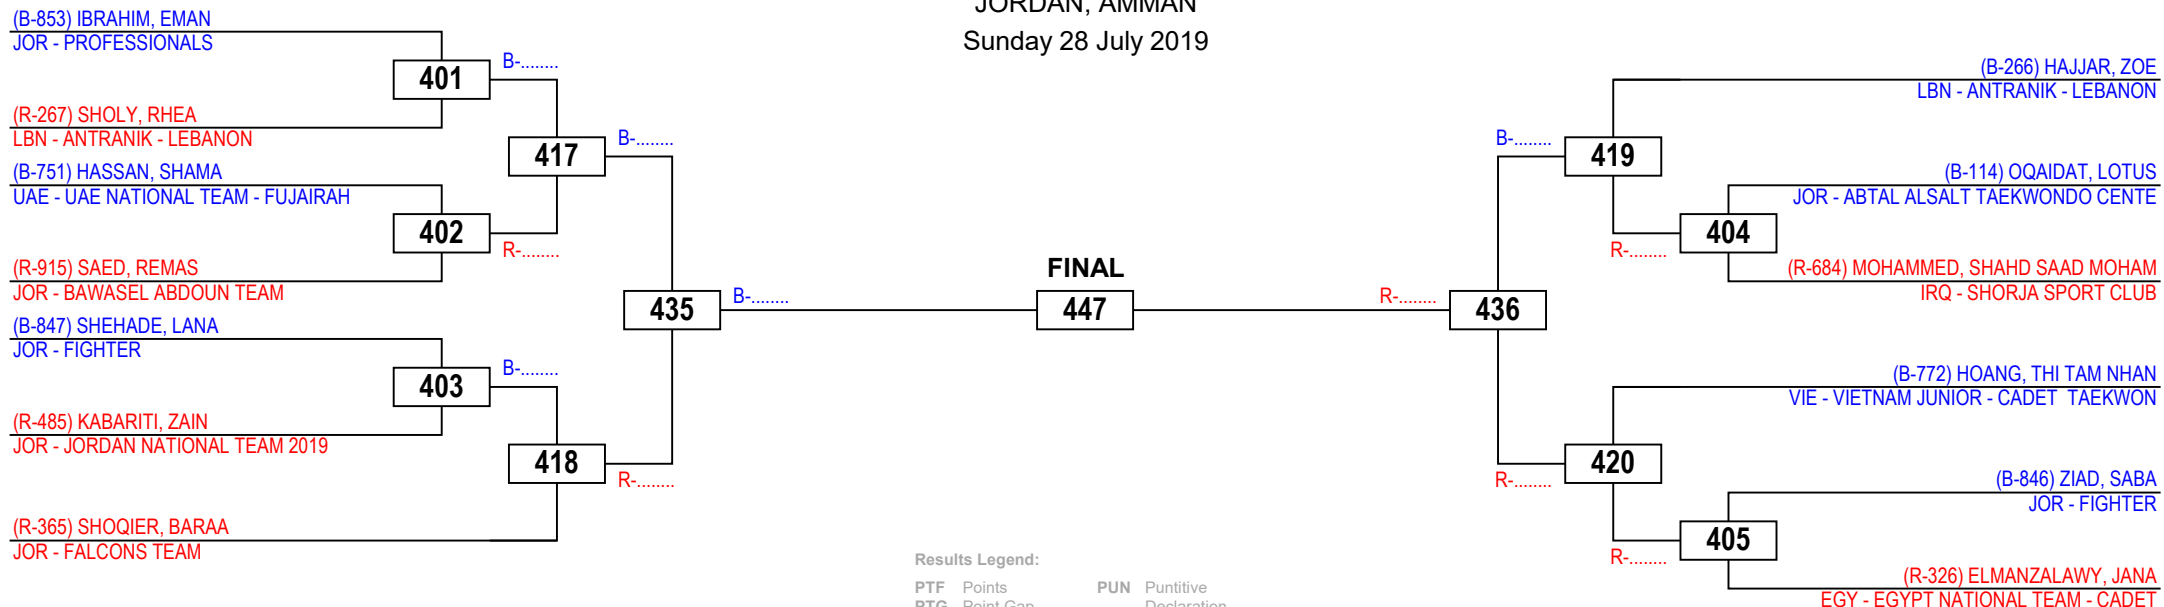 JORDAN, AMMAN
Sunday 28 July 2019
(B-853) IBRAHIM, EMAN
JOR - PROFESSIONALS
401
B-........
(R-267) SHOLY, RHEA
LBN - ANTRANIK - LEBANON
417
B-........
(B-751) HASSAN, SHAMA
UAE - UAE NATIONAL TEAM - FUJAIRAH
402
R-........
(R-915) SAED, REMAS
JOR - BAWASEL ABDOUN TEAM
435
B-........
(B-847) SHEHADE, LANA
JOR - FIGHTER
403
B-........
(R-485) KABARITI, ZAIN
JOR - JORDAN NATIONAL TEAM 2019
418
R-........
(R-365) SHOQIER, BARAA
JOR - FALCONS TEAM
FINAL
447
(B-266) HAJJAR, ZOE
LBN - ANTRANIK - LEBANON
B-........
419
(B-114) OQAIDAT, LOTUS
JOR - ABTAL ALSALT TAEKWONDO CENTE
R-........
404
(R-684) MOHAMMED, SHAHD SAAD MOHAM
IRQ - SHORJA SPORT CLUB
R-........
436
(B-772) HOANG, THI TAM NHAN
VIE - VIETNAM JUNIOR - CADET  TAEKWON
R-........
420
(B-846) ZIAD, SABA
JOR - FIGHTER
R-........
405
(R-326) ELMANZALAWY, JANA
EGY - EGYPT NATIONAL TEAM - CADET
Results Legend:
PTF Points PUN Puntitive
PTG Point Gap Declaration